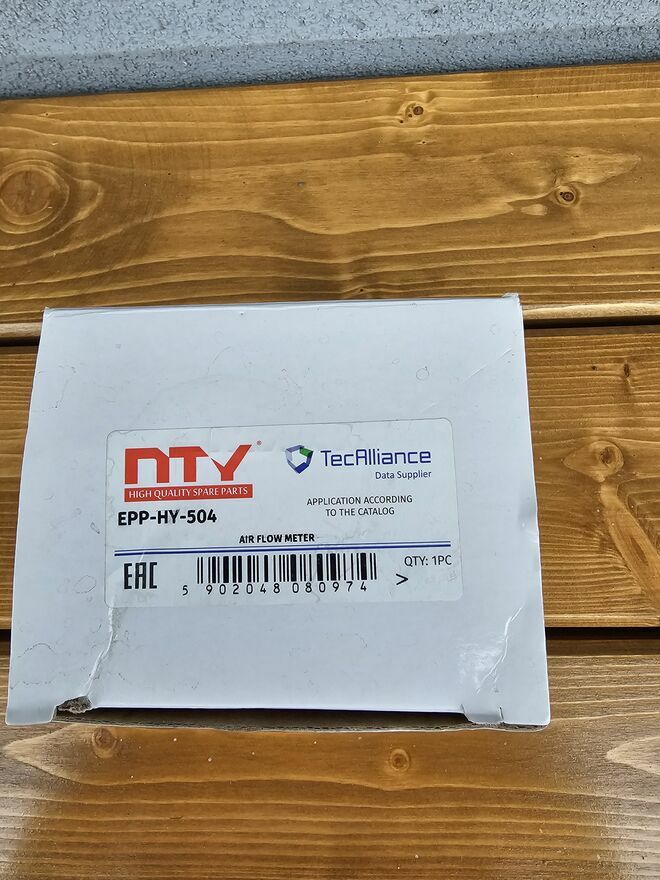 NTY®
HIGH QUALITY SPARE PARTS
TecAlliance
Data Supplier
EPP-HY-504
APPLICATION ACCORDING
TO THE CATALOG
AIR FLOW METER
EAC
QTY: 1PC
5 902048 080974 >